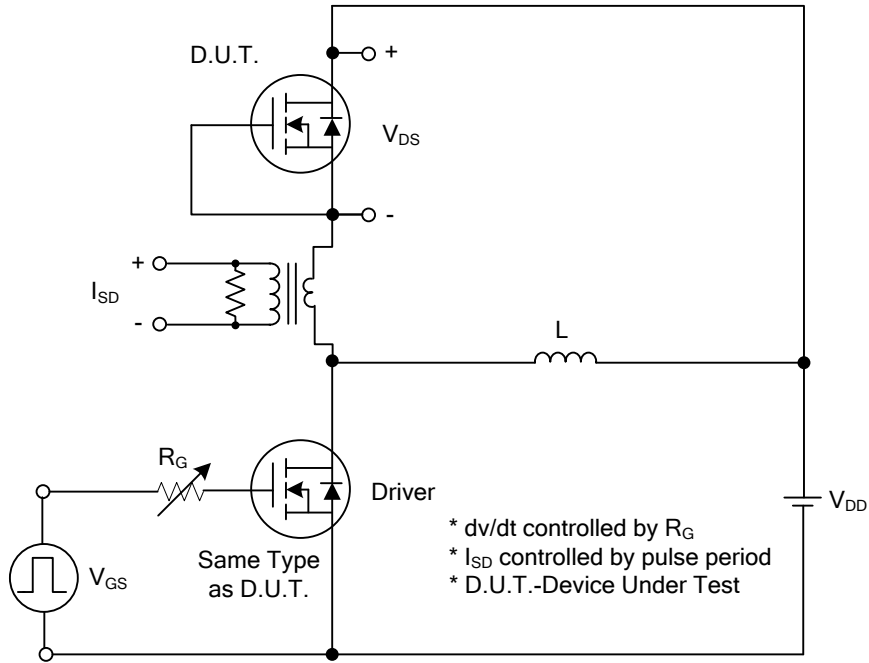 D.U.T.
+
V_DS
-
+
I_SD
-
L
R_G
Driver
V_DD
V_GS
Same Type
as D.U.T.
* dv/dt controlled by R_G
* I_SD controlled by pulse period
* D.U.T.-Device Under Test